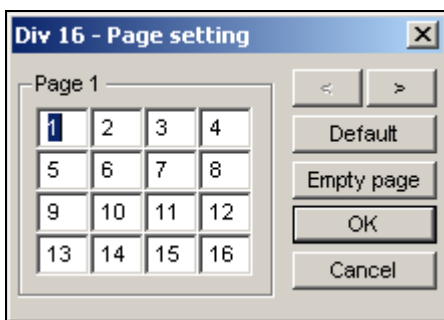 Div 16 - Page setting
Page 1
1 2 3 4
5 6 7 8
9 10 11 12
13 14 15 16
< >
Default
Empty page
OK
Cancel